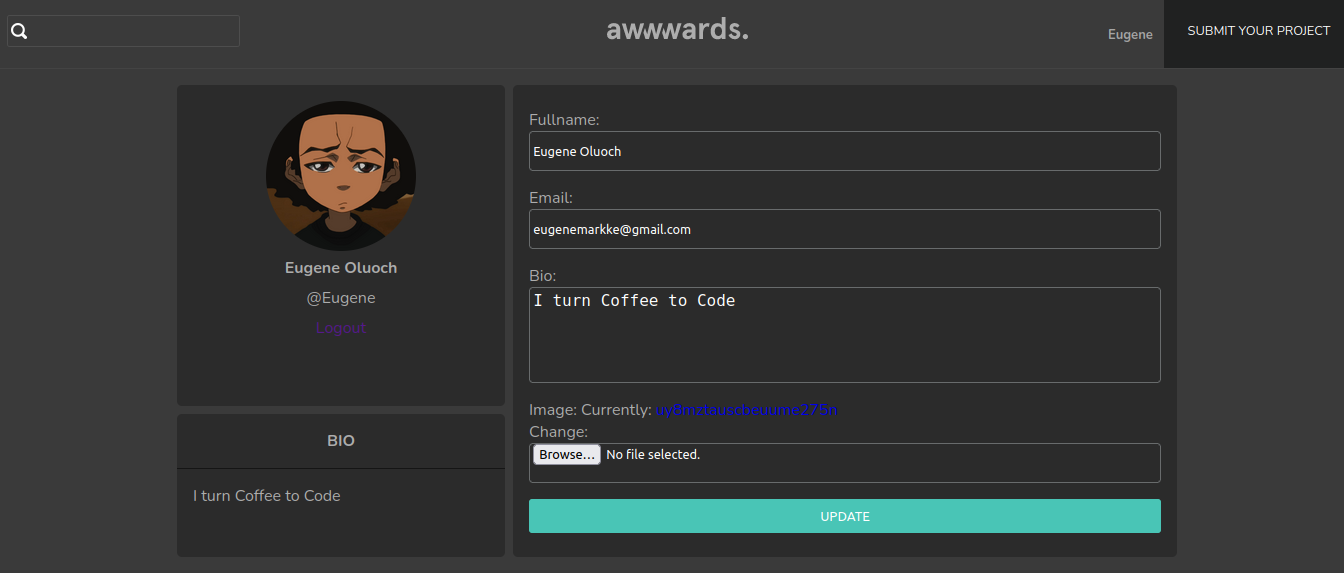 awwwards.
Eugene
SUBMIT YOUR PROJECT
Eugene Oluoch
@Eugene
Logout
BIO
I turn Coffee to Code
Fullname:
Eugene Oluoch
Email:
eugenemarkke@gmail.com
Bio:
I turn Coffee to Code
Image: Currently: uy8mztauscbeuume275n
Change:
Browse... No file selected.
UPDATE